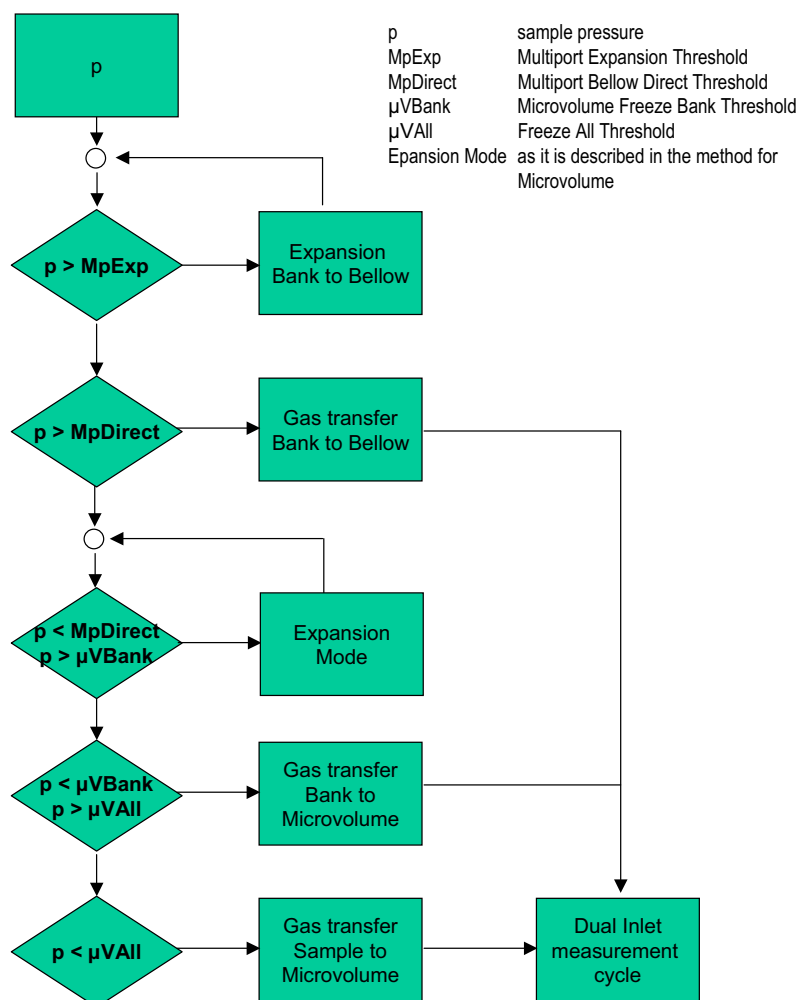 p
p sample pressure
MpExp Multiport Expansion Threshold
MpDirect Multiport Bellow Direct Threshold
µVBank Microvolume Freeze Bank Threshold
µVAll Freeze All Threshold
Epansion Mode as it is described in the method for
Microvolume
p > MpExp
Expansion
Bank to Bellow
p > MpDirect
Gas transfer
Bank to Bellow
p < MpDirect
p > µVBank
Expansion
Mode
p < µVBank
p > µVAll
Gas transfer
Bank to
Microvolume
p < µVAll
Gas transfer
Sample to
Microvolume
Dual Inlet
measurement
cycle